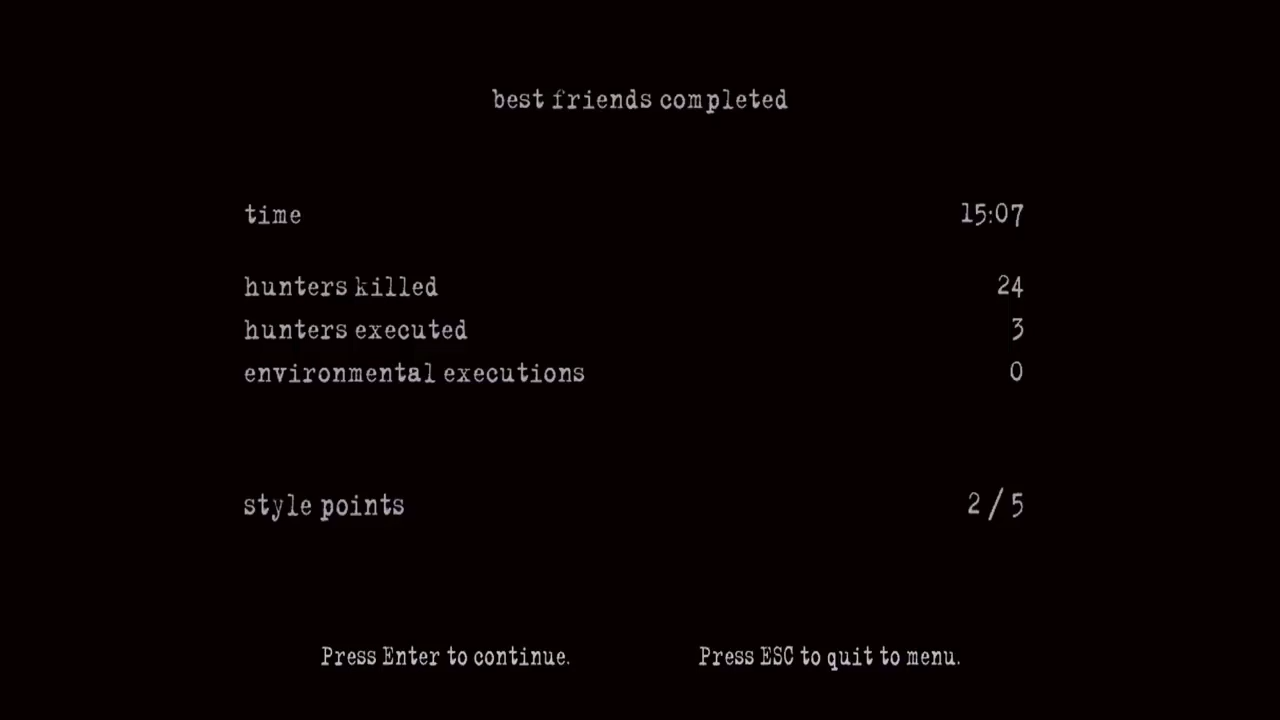 best friends completed
time 15:07
hunters killed 24
hunters executed 3
environmental executions 0
style points 2 / 5
Press Enter to continue. Press ESC to quit to menu.